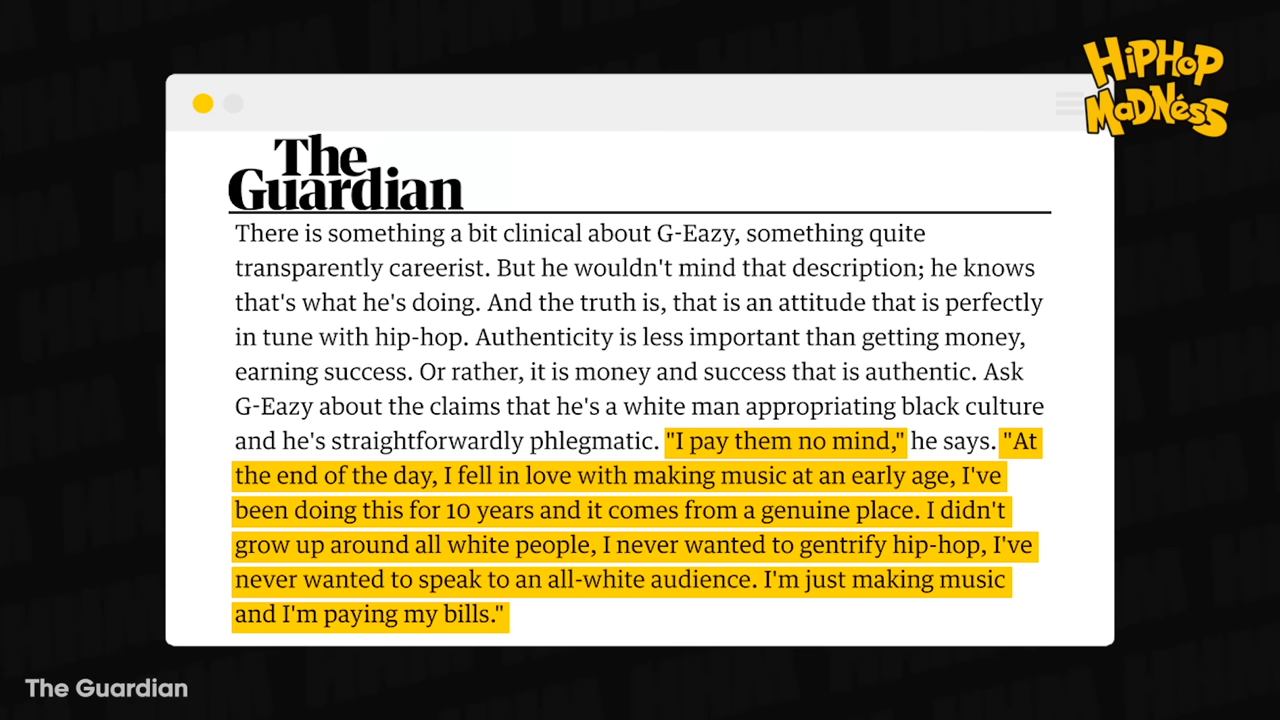 HiPHOP
MaDNéss
The
Guardian
There is something a bit clinical about G-Eazy, something quite
transparently careerist. But he wouldn't mind that description; he knows
that's what he's doing. And the truth is, that is an attitude that is perfectly
in tune with hip-hop. Authenticity is less important than getting money,
earning success. Or rather, it is money and success that is authentic. Ask
G-Eazy about the claims that he's a white man appropriating black culture
and he's straightforwardly phlegmatic. "I pay them no mind," he says. "At
the end of the day, I fell in love with making music at an early age, I've
been doing this for 10 years and it comes from a genuine place. I didn't
grow up around all white people, I never wanted to gentrify hip-hop, I've
never wanted to speak to an all-white audience. I'm just making music
and I'm paying my bills."
The Guardian